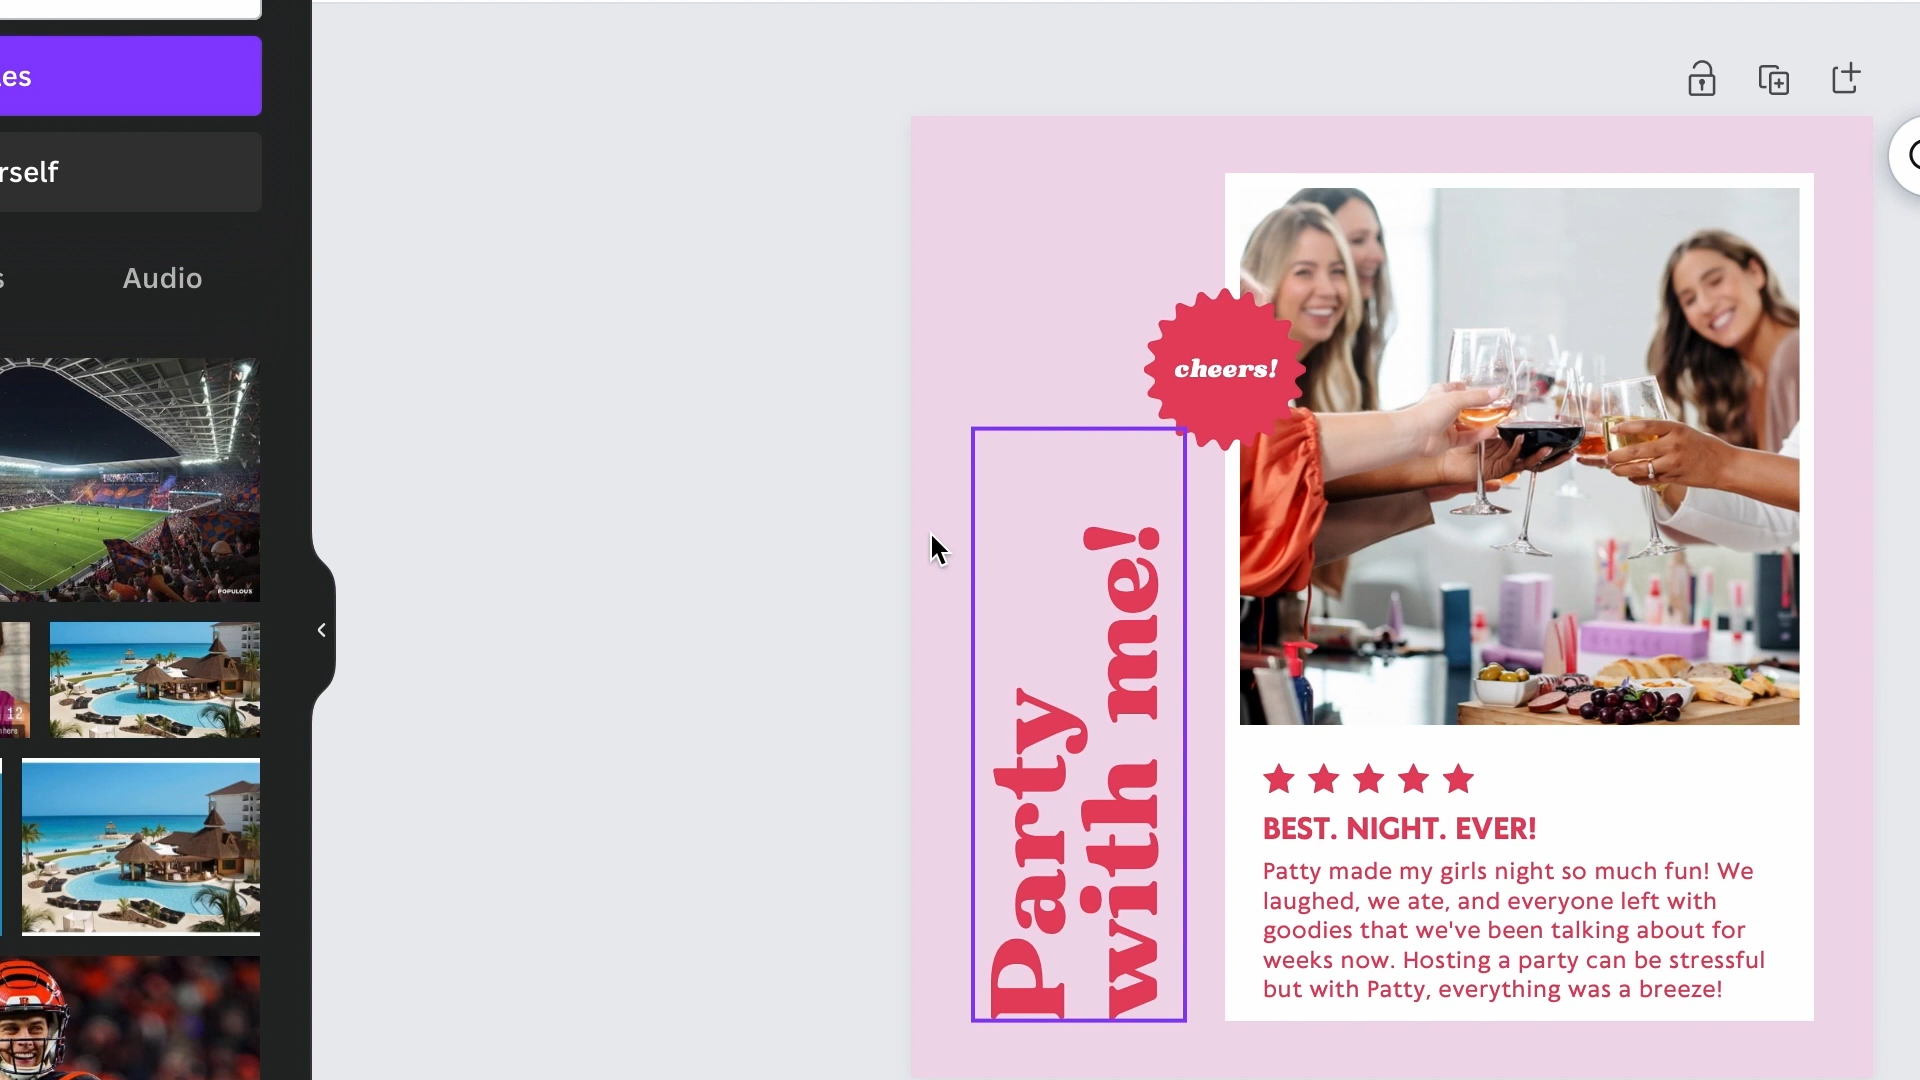 es
rself
s
Audio
POPULOUS
12
cheers!
Party
with me!
BEST. NIGHT. EVER!
Patty made my girls night so much fun! We
laughed, we ate, and everyone left with
goodies that we've been talking about for
weeks now. Hosting a party can be stressful
but with Patty, everything was a breeze!